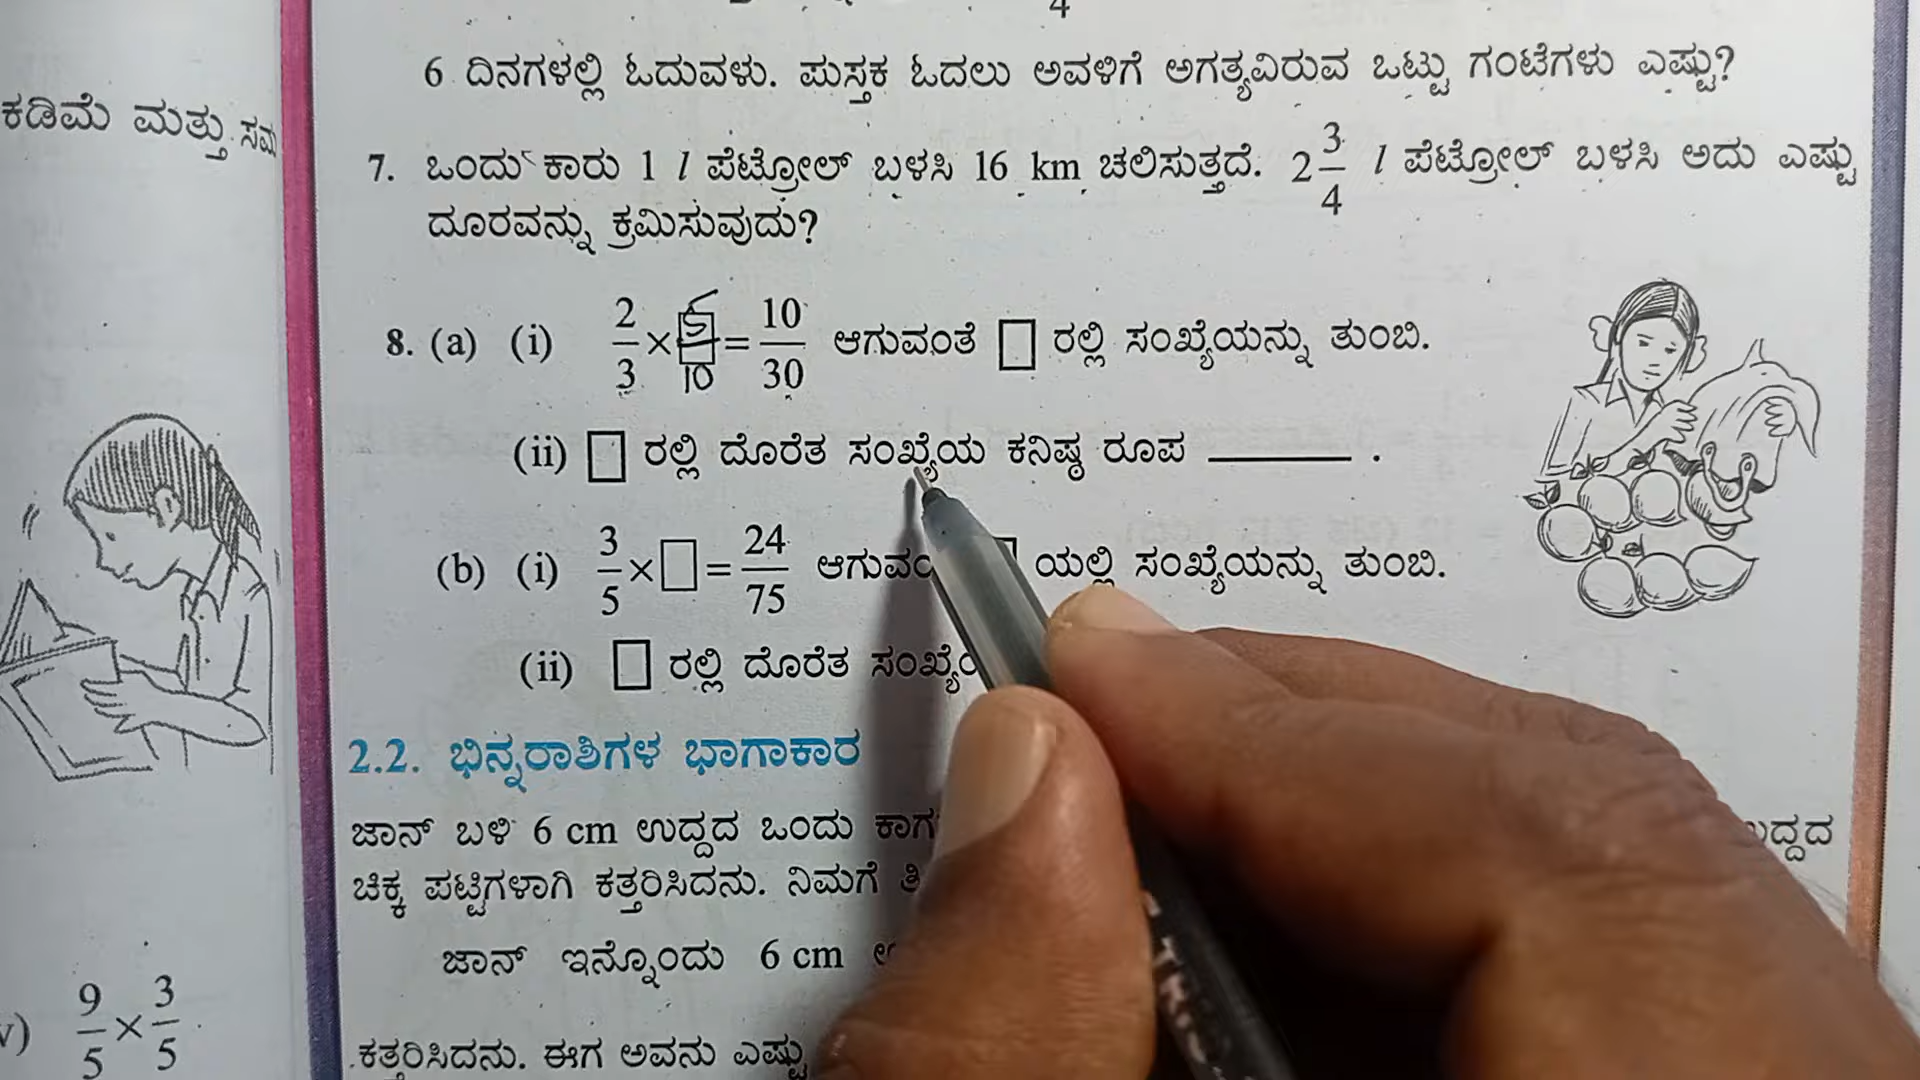 4
6 ದಿನಗಳಲ್ಲಿ ಓದುವಳು. ಪುಸ್ತಕ ಓದಲು ಅವಳಿಗೆ ಅಗತ್ಯವಿರುವ ಒಟ್ಟು ಗಂಟೆಗಳು ಎಷ್ಟು?
ಕಡಿಮೆ ಮತ್ತು
7. ಒಂದು ಕಾರು 1 l ಪೆಟ್ರೋಲ್ ಬಳಸಿ 16 km ಚಲಿಸುತ್ತದೆ. 2 3/4 l ಪೆಟ್ರೋಲ್ ಬಳಸಿ ಅದು ಎಷ್ಟು
ದೂರವನ್ನು ಕ್ರಮಿಸುವುದು?
8. (a) (i) 2/3 × □ 5/10 = 10/30 ಆಗುವಂತೆ □ ರಲ್ಲಿ ಸಂಖ್ಯೆಯನ್ನು ತುಂಬಿ.
(ii) □ ರಲ್ಲಿ ದೊರೆತ ಸಂಖ್ಯೆಯ ಕನಿಷ್ಠ ರೂಪ ______ .
(b) (i) 3/5 × □ = 24/75 □ ಯಲ್ಲಿ ಸಂಖ್ಯೆಯನ್ನು ತುಂಬಿ.
(ii) □ ರಲ್ಲಿ ದೊರೆತ
2.2. ಭಿನ್ನರಾಶಿಗಳ ಭಾಗಾಕಾರ
ಜಾನ್ ಬಳಿ 6 cm ಉದ್ದದ ಒಂದು
ಚಿಕ್ಕ ಪಟ್ಟಿಗಳಾಗಿ ಕತ್ತರಿಸಿದನು. ನಿಮಗೆ
ಜಾನ್ ಇನ್ನೊಂದು 6 cm
ಕತ್ತರಿಸಿದನು. ಈಗ ಅವನು ಎಷ್ಟು
v) 9/5 × 3/5